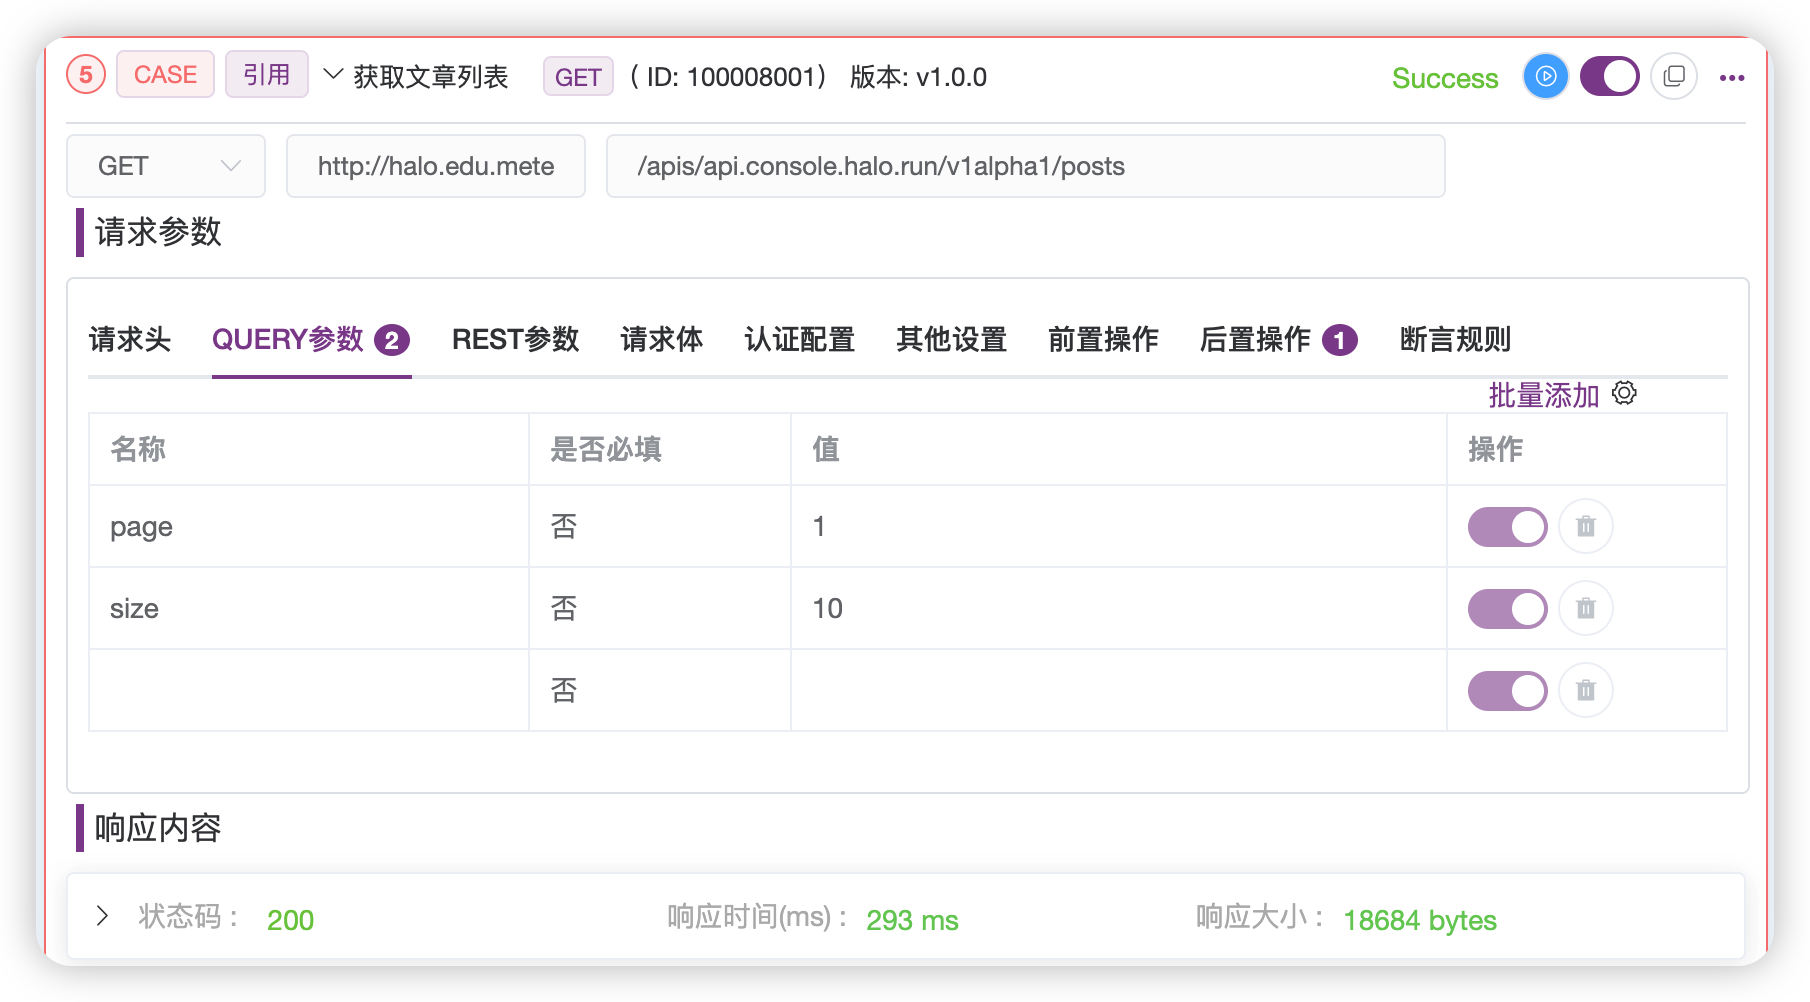 5 CASE 引用 获取文章列表 GET ( ID: 100008001) 版本: v1.0.0 Success
GET http://halo.edu.mete /apis/api.console.halo.run/v1alpha1/posts
请求参数
请求头 QUERY参数 2 REST参数 请求体 认证配置 其他设置 前置操作 后置操作 1 断言规则
批量添加
名称 是否必填 值 操作
page 否 1
size 否 10
否
响应内容
状态码 : 200 响应时间(ms) : 293 ms 响应大小 : 18684 bytes